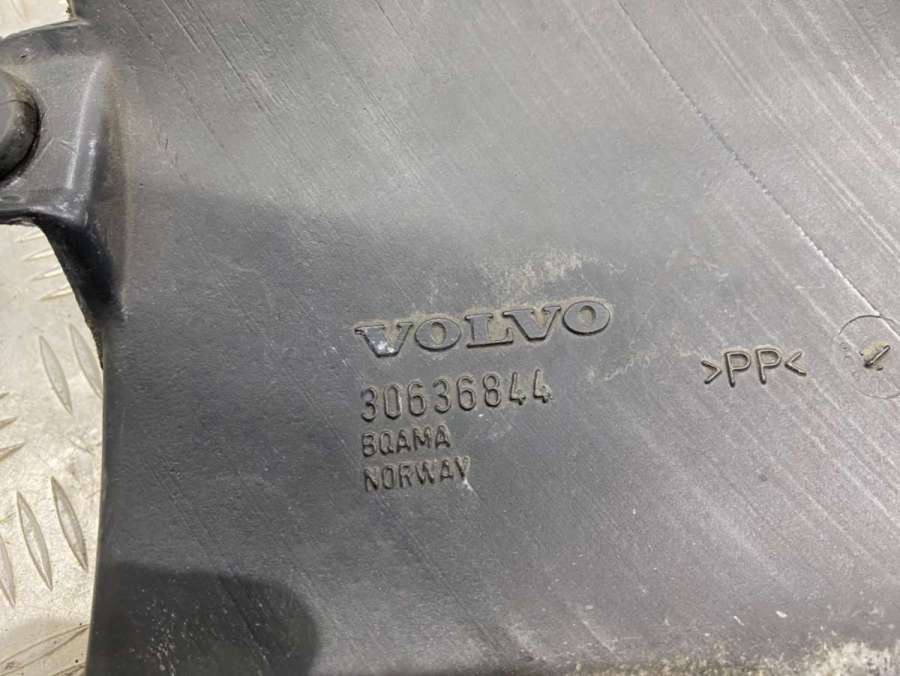 VOLVO
30636844
BQAMA
NORWAY
>PP<